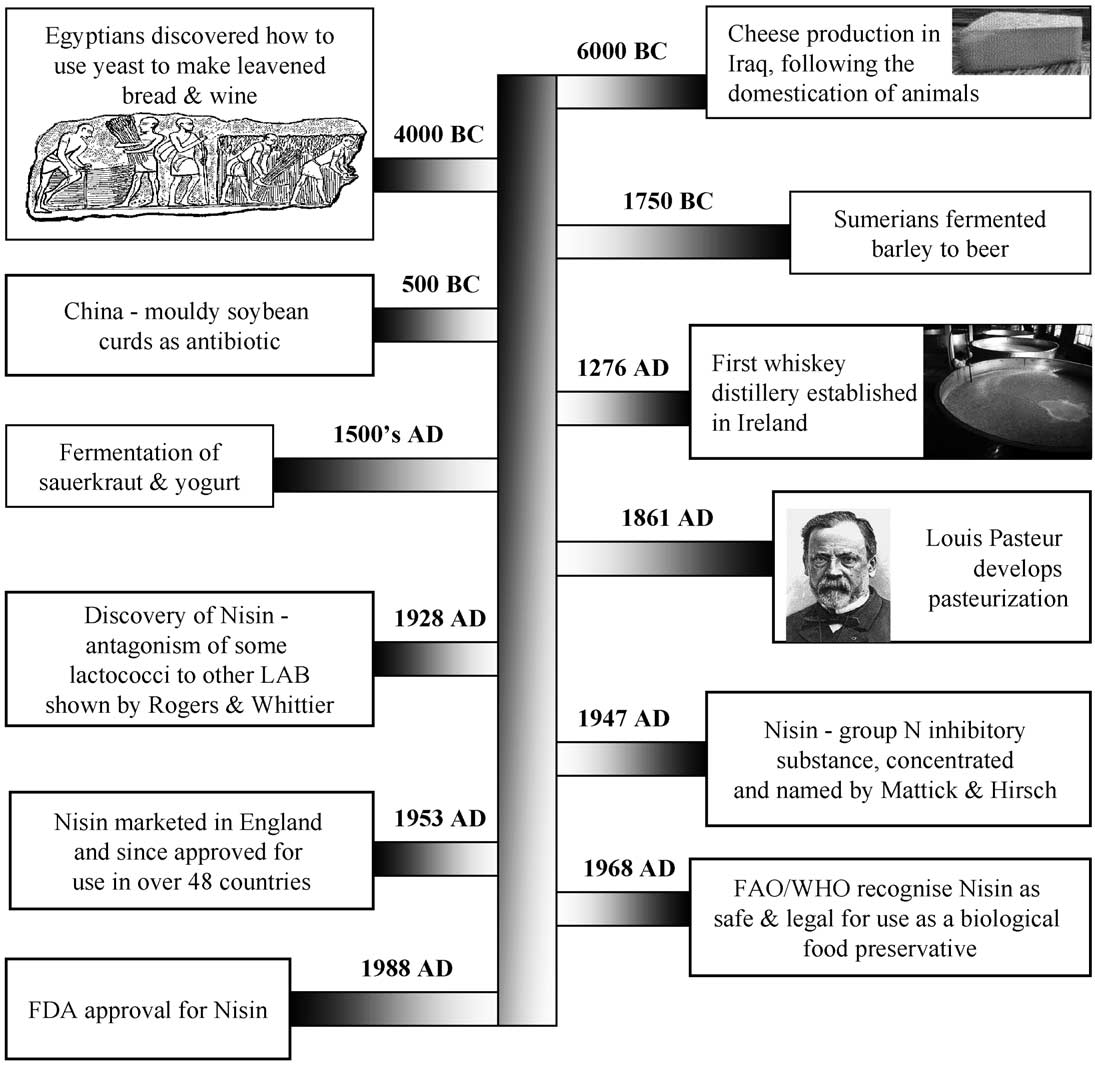 6000 BC
Cheese production in
Iraq, following the
domestication of animals
Egyptians discovered how to
use yeast to make leavened
bread & wine
4000 BC
1750 BC
Sumerians fermented
barley to beer
500 BC
China - mouldy soybean
curds as antibiotic
1276 AD
First whiskey
distillery established
in Ireland
1500’s AD
Fermentation of
sauerkraut & yogurt
1861 AD
Louis Pasteur
develops
pasteurization
1928 AD
Discovery of Nisin -
antagonism of some
lactococci to other LAB
shown by Rogers & Whittier
1947 AD
Nisin - group N inhibitory
substance, concentrated
and named by Mattick & Hirsch
1953 AD
Nisin marketed in England
and since approved for
use in over 48 countries
1968 AD
FAO/WHO recognise Nisin as
safe & legal for use as a biological
food preservative
1988 AD
FDA approval for Nisin